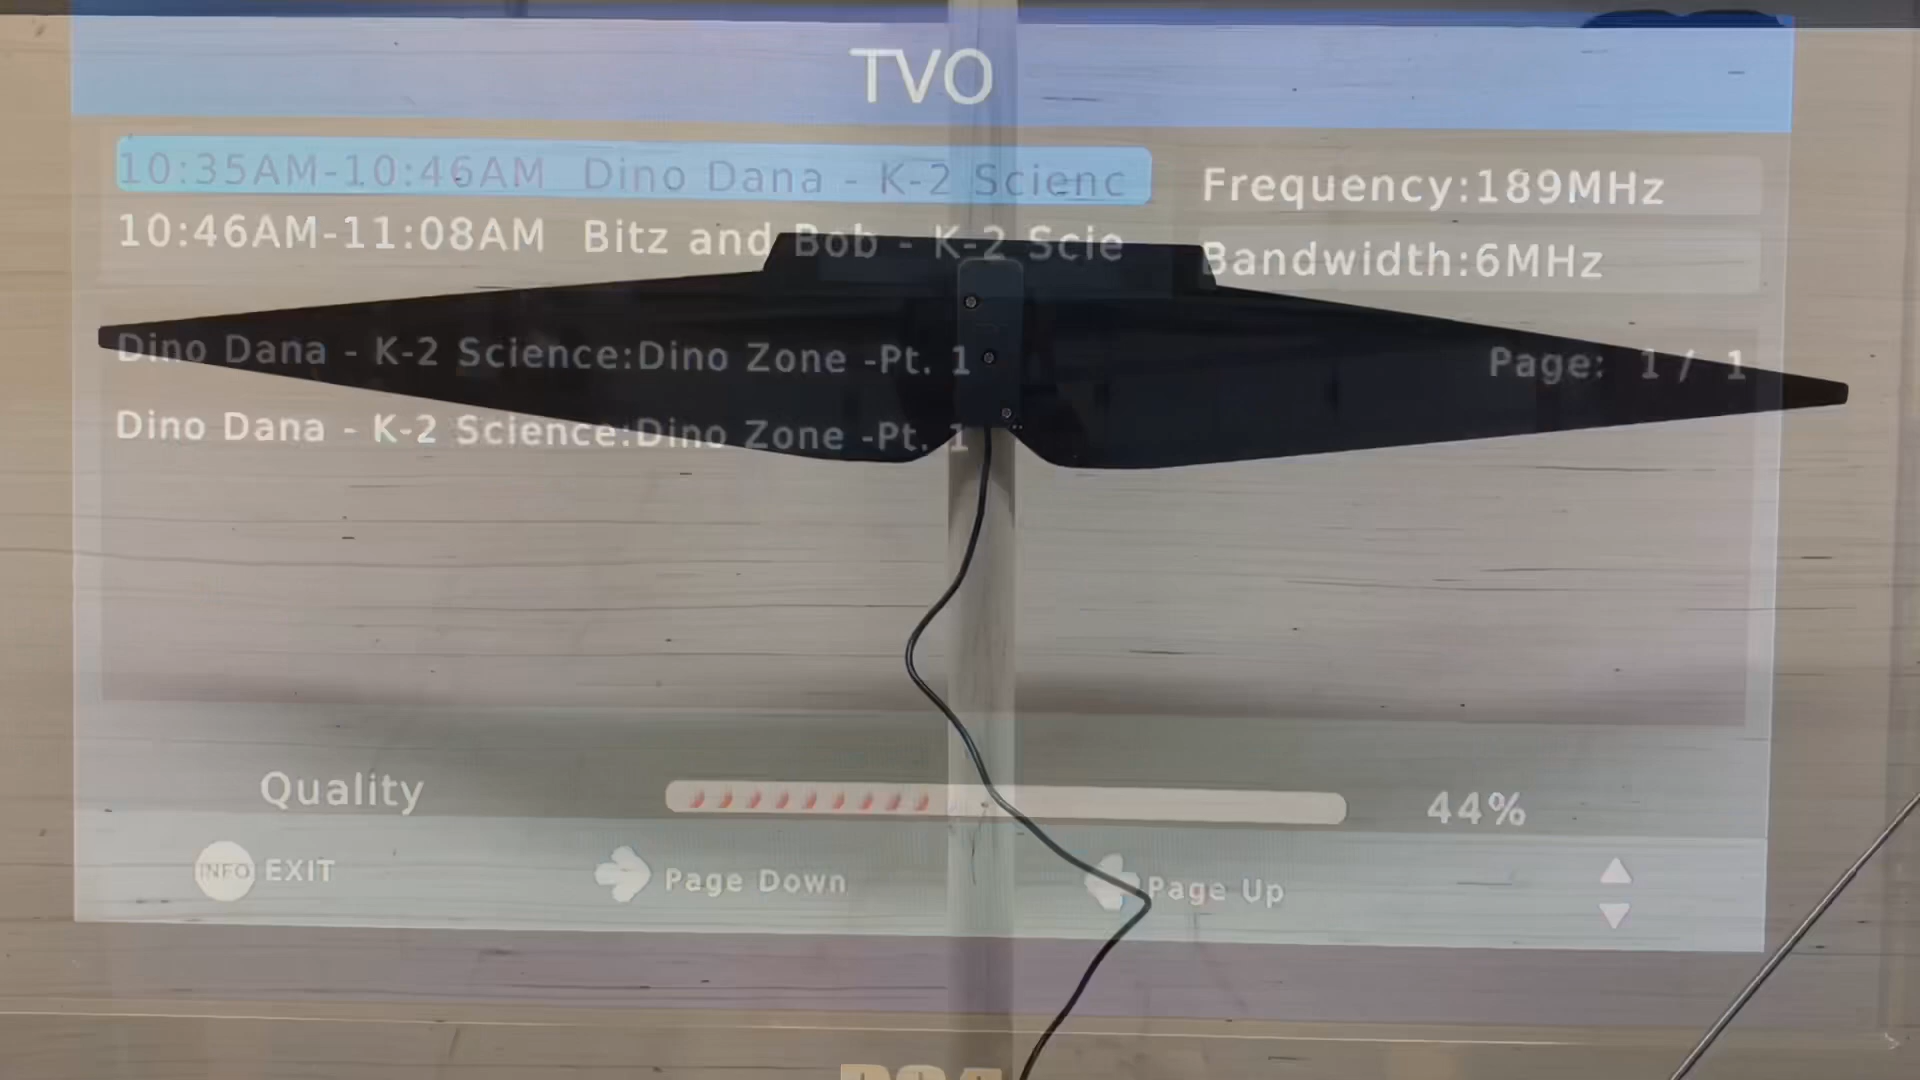 TVO
10:35AM-10:46AM Dino Dana - K-2 Scienc
10:46AM-11:08AM Bitz and Bob - K-2 Scie
Frequency:189MHz
Bandwidth:6MHz
Dino Dana - K-2 Science:Dino Zone -Pt. 1
Page: 1 / 1
Dino Dana - K-2 Science:Dino Zone -Pt. 1
Quality
44%
INFO EXIT
Page Down
Page Up